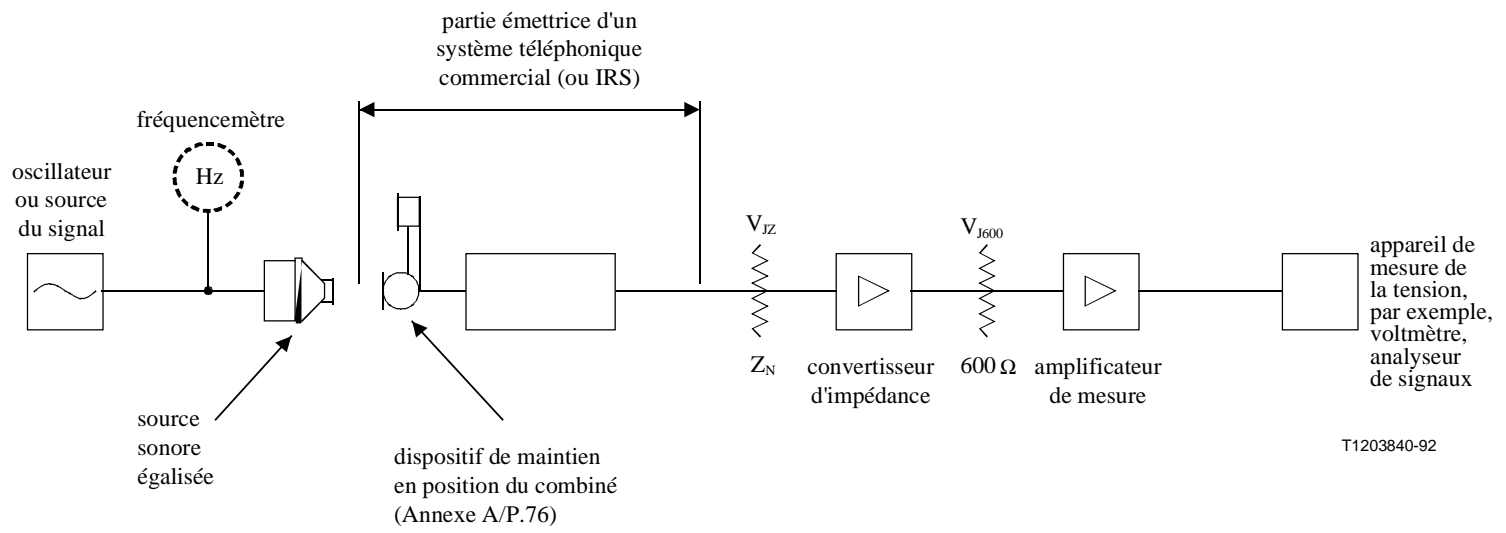 partie émettrice d'un
système téléphonique
commercial (ou IRS)
fréquencemètre
Hz
oscillateur
ou source
du signal
V_JZ
V_J600
appareil de
mesure de
la tension,
par exemple,
voltmètre,
analyseur
de signaux
Z_N
convertisseur
d'impédance
600 Ω
amplificateur
de mesure
source
sonore
égalisée
dispositif de maintien
en position du combiné
(Annexe A/P.76)
T1203840-92